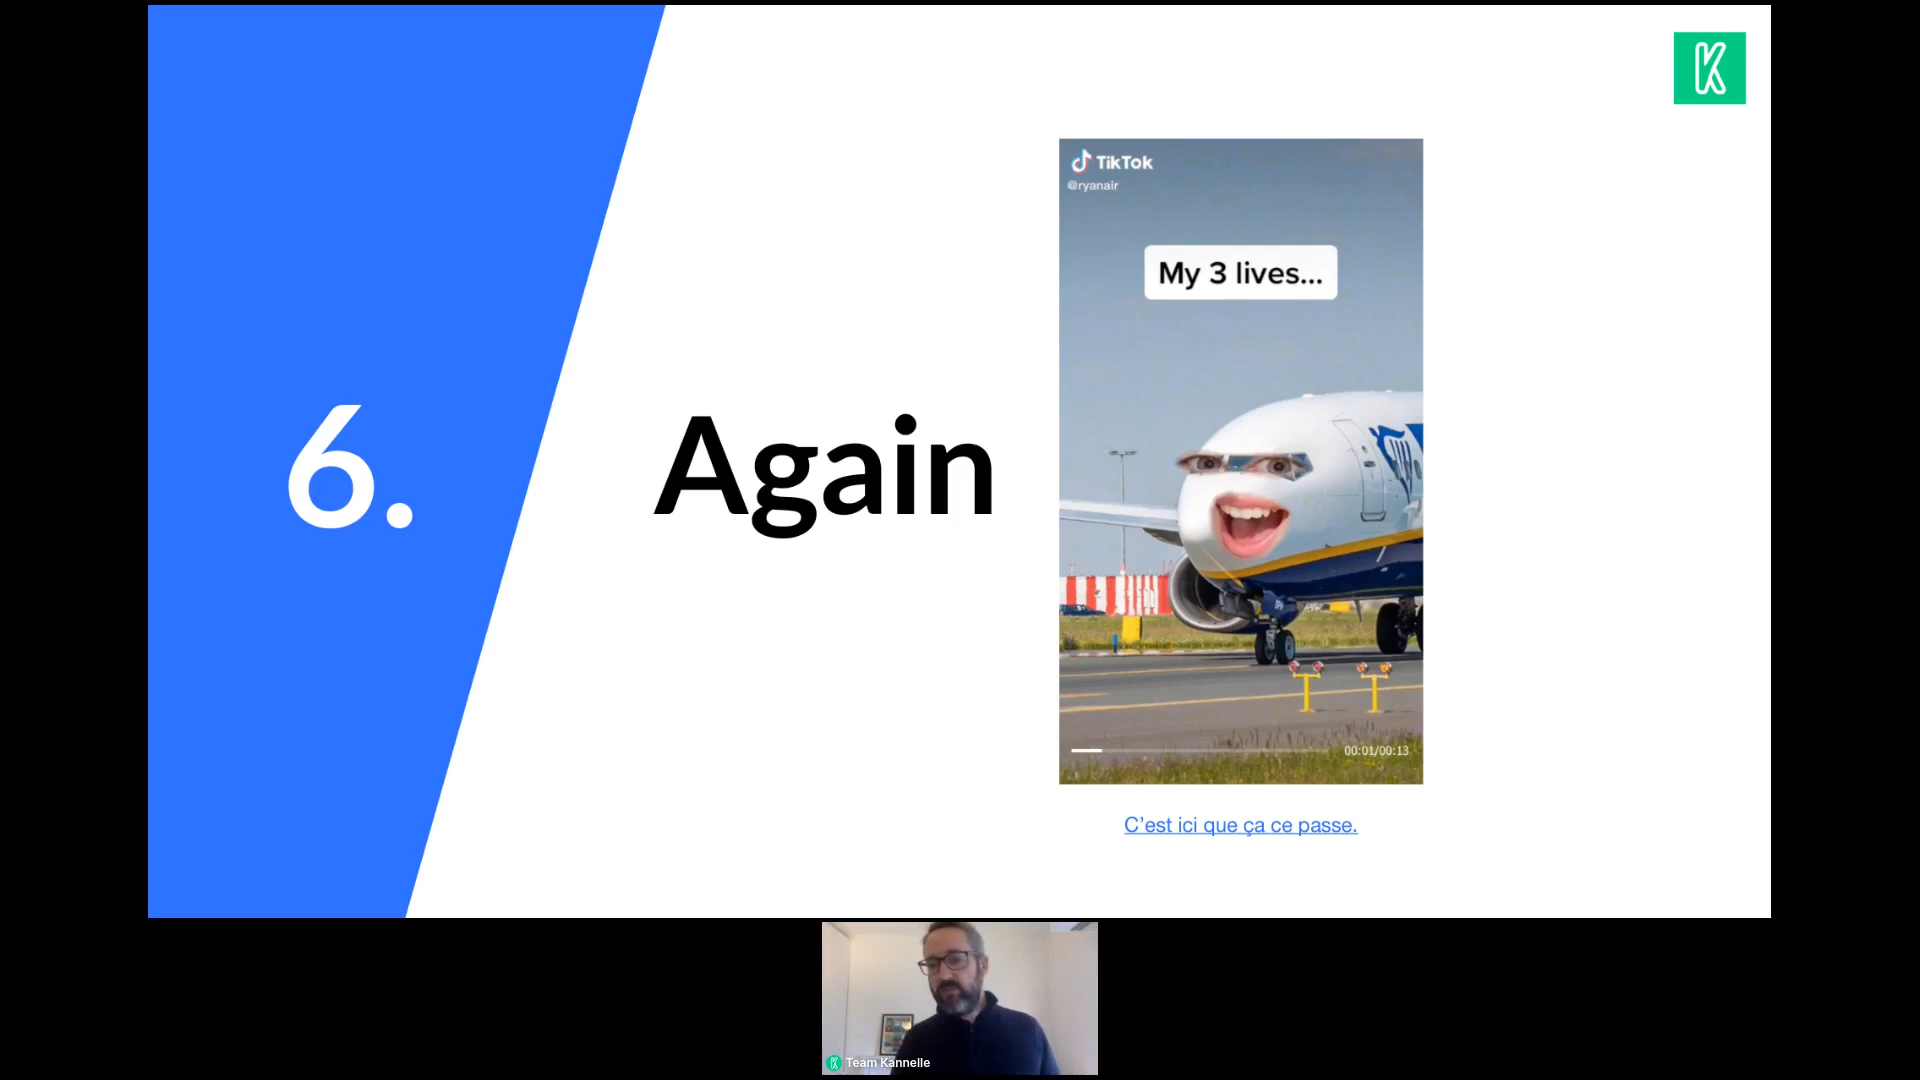 K
6.
Again
TikTok
@ryanair
My 3 lives...
00:01/00:13
C'est ici que ça ce passe.
Team Kannelle